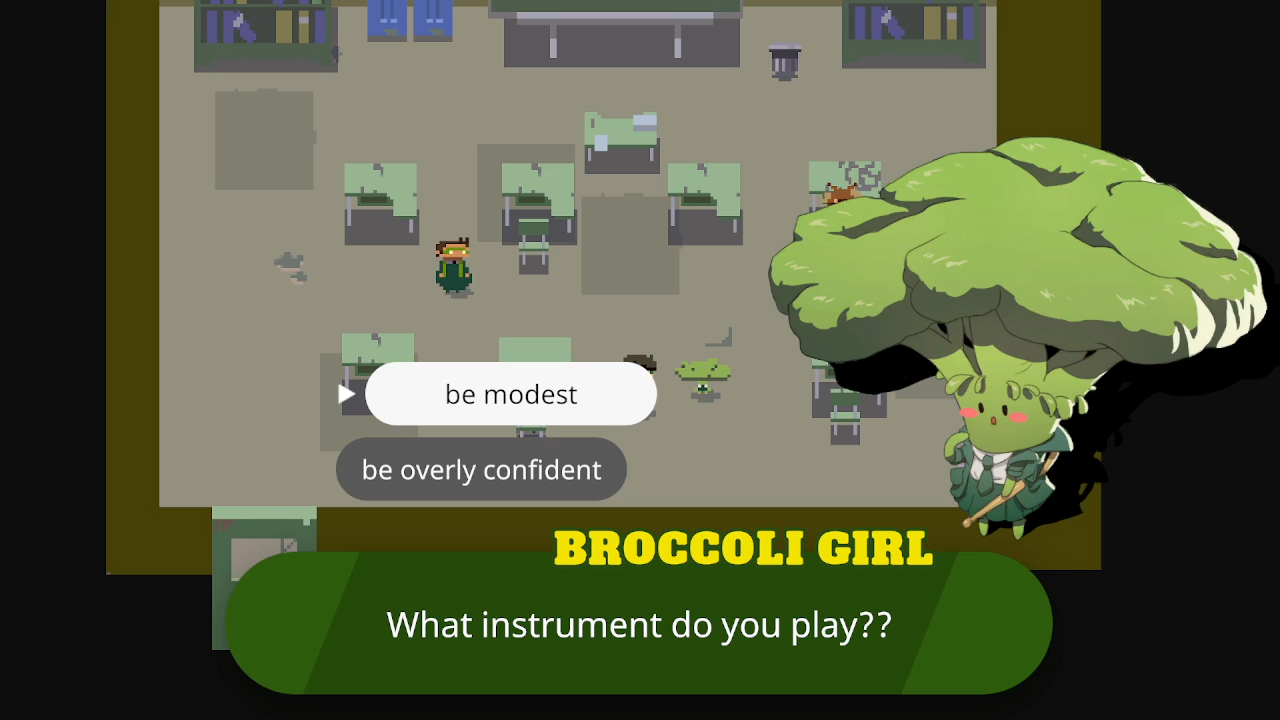 be modest
be overly confident
BROCCOLI GIRL
What instrument do you play??